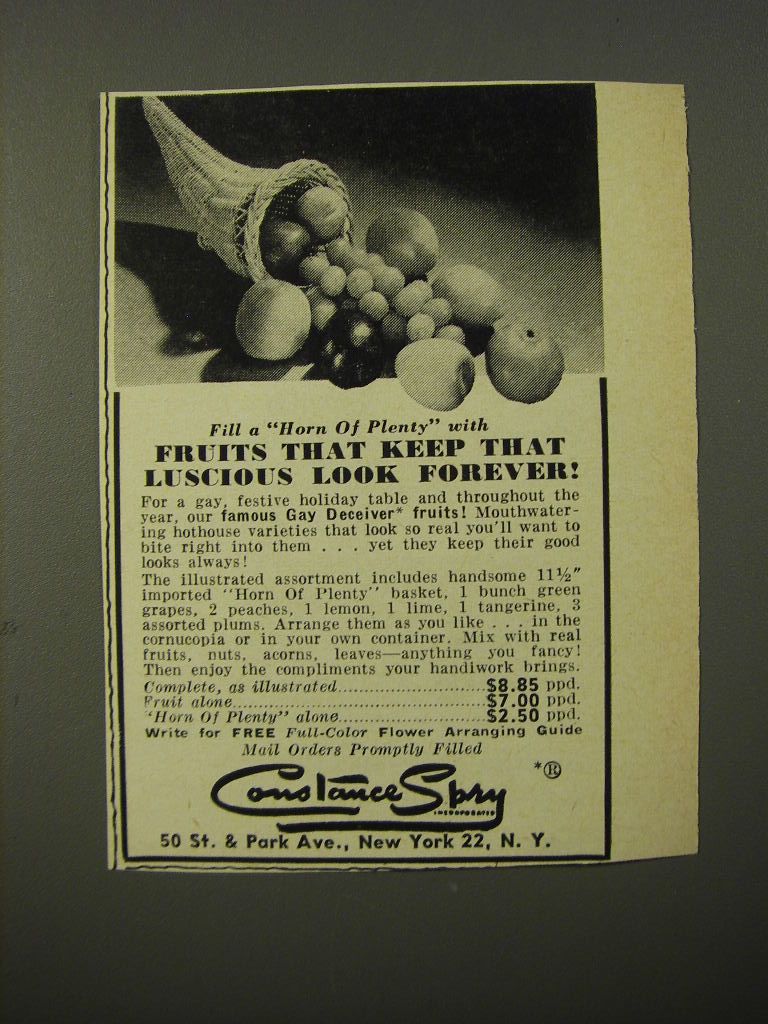 Fill a "Horn Of Plenty" with
FRUITS THAT KEEP THAT
LUSCIOUS LOOK FOREVER!
For a gay, festive holiday table and throughout the
year, our famous Gay Deceiver* fruits! Mouthwater-
ing hothouse varieties that look so real you'll want to
bite right into them . . . yet they keep their good
looks always!
The illustrated assortment includes handsome 11½"
imported "Horn Of Plenty" basket, 1 bunch green
grapes, 2 peaches, 1 lemon, 1 lime, 1 tangerine, 3
assorted plums. Arrange them as you like . . . in the
cornucopia or in your own container. Mix with real
fruits, nuts, acorns, leaves—anything you fancy!
Then enjoy the compliments your handiwork brings.
Complete, as illustrated..............................$8.85 ppd.
Fruit alone....................................................$7.00 ppd.
"Horn Of Plenty" alone..............................$2.50 ppd.
Write for FREE Full-Color Flower Arranging Guide
Mail Orders Promptly Filled
*®
Constance Spry
INCORPORATED
50 St. & Park Ave., New York 22, N. Y.